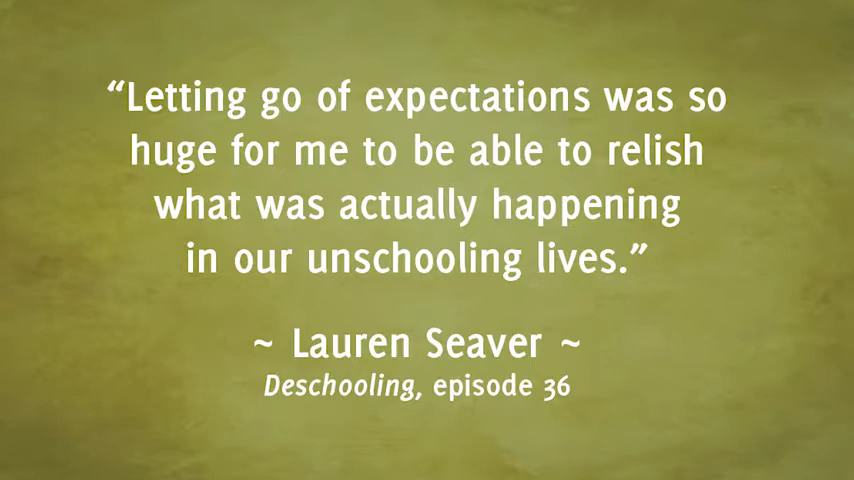 “Letting go of expectations was so
huge for me to be able to relish
what was actually happening
in our unschooling lives.”
~ Lauren Seaver ~
Deschooling, episode 36